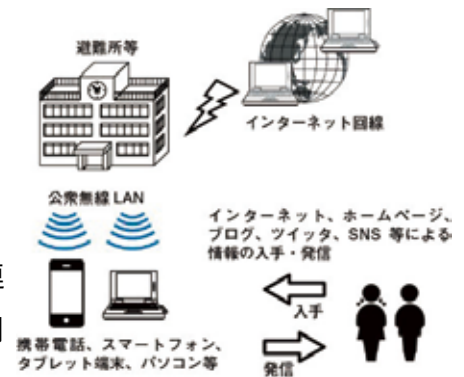 避難所等
インターネット回線
公衆無線 LAN
インターネット、ホームページ、
ブログ、ツイッタ、SNS 等による
情報の入手・発信
入手
携帯電話、スマートフォン、
タブレット端末、パソコン等
発信